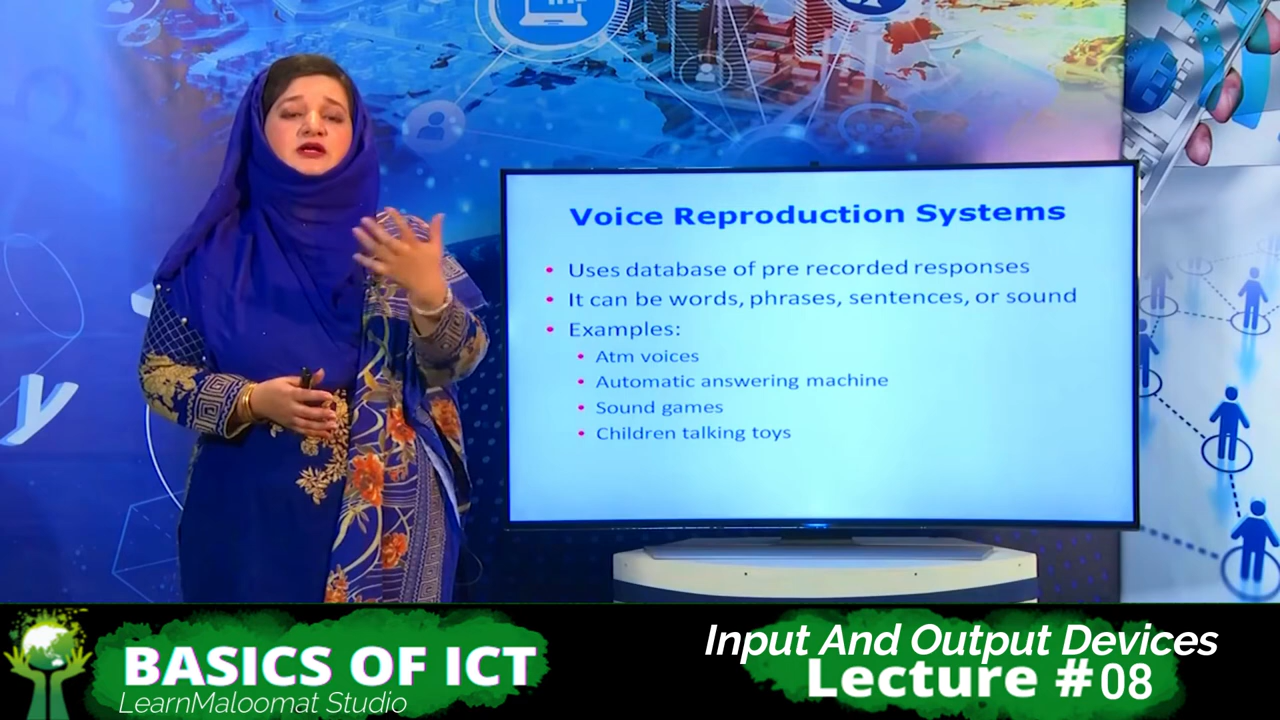 Voice Reproduction Systems
• Uses database of pre recorded responses
• It can be words, phrases, sentences, or sound
• Examples:
• Atm voices
• Automatic answering machine
• Sound games
• Children talking toys
y
BASICS OF ICT
LearnMaloomat Studio
Input And Output Devices
Lecture #08